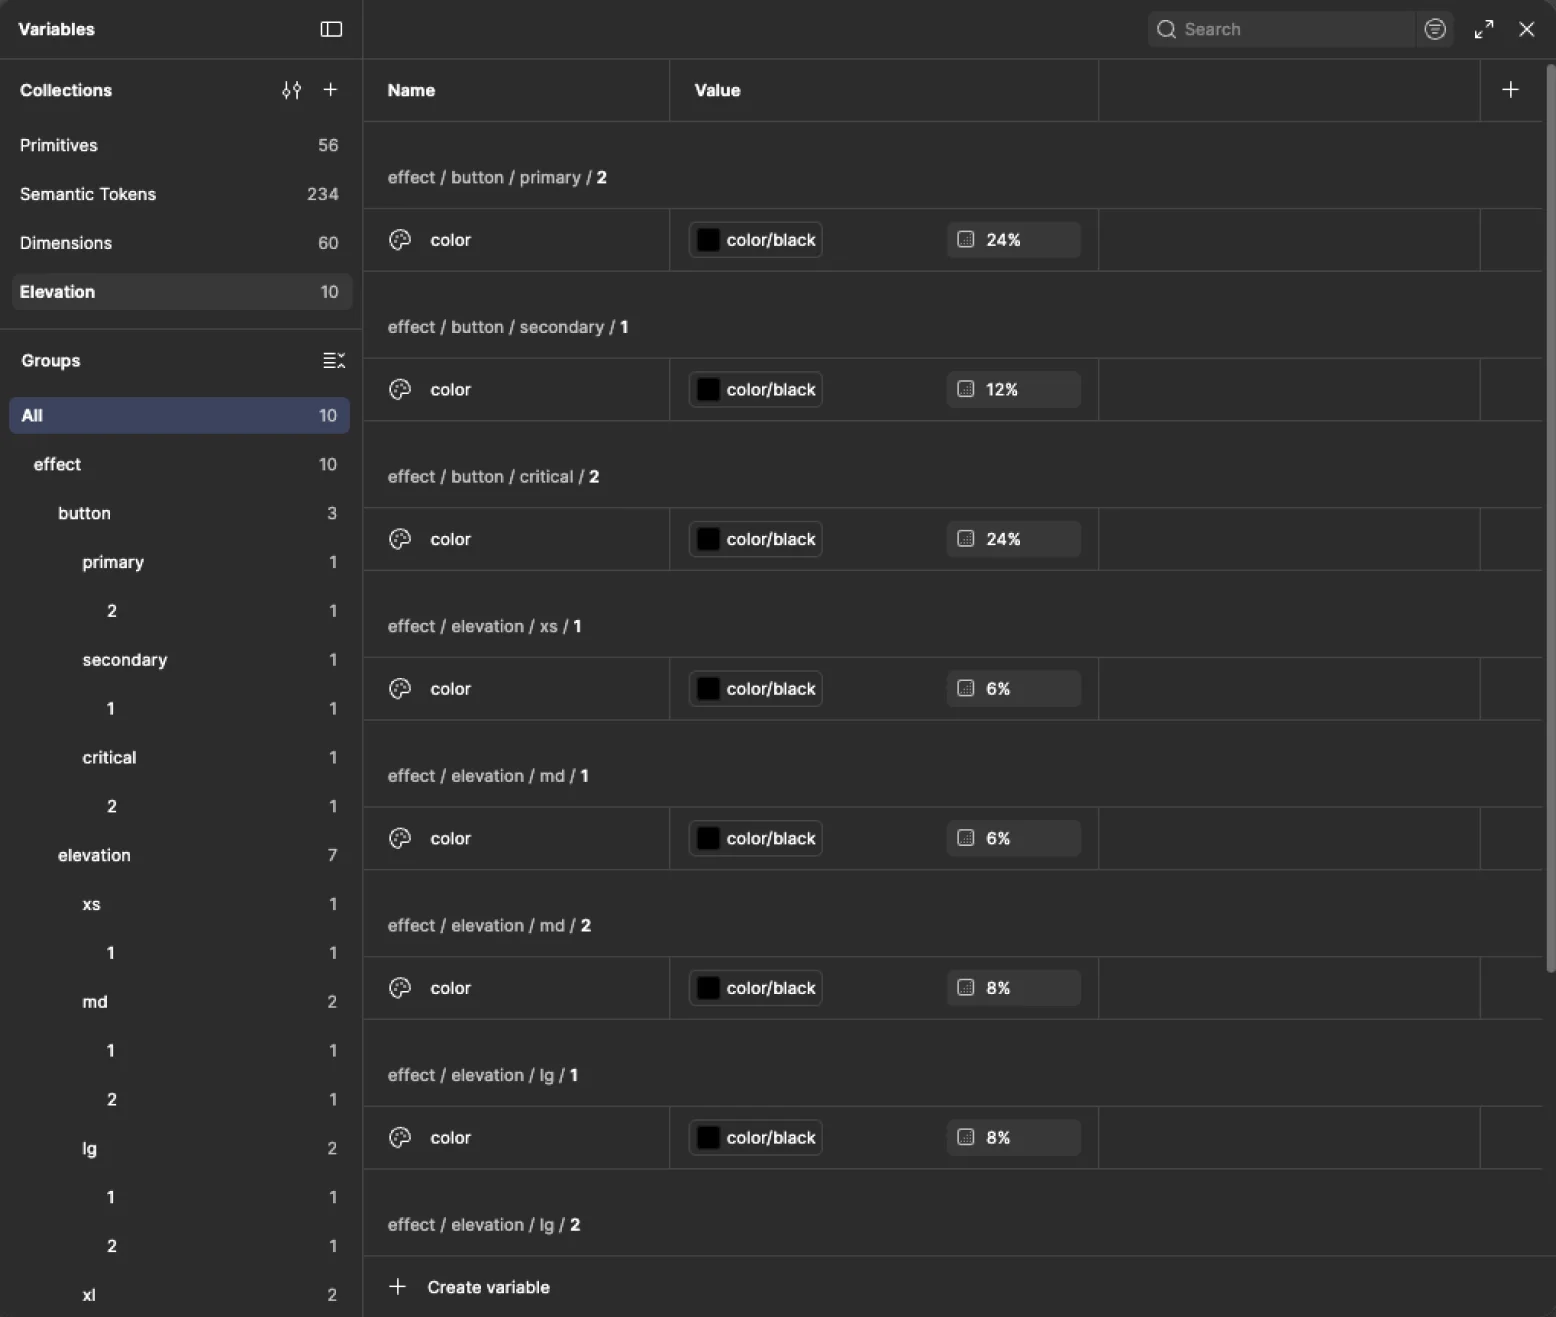 Variables
Search
Collections
Name
Value
Primitives 56
Semantic Tokens 234
Dimensions 60
Elevation 10
Groups
All 10
effect 10
button 3
primary 1
2 1
secondary 1
1 1
critical 1
2 1
elevation 7
xs 1
1 1
md 2
1 1
2 1
lg 2
1 1
2 1
xl 2
effect / button / primary / 2
color color/black 24%
effect / button / secondary / 1
color color/black 12%
effect / button / critical / 2
color color/black 24%
effect / elevation / xs / 1
color color/black 6%
effect / elevation / md / 1
color color/black 6%
effect / elevation / md / 2
color color/black 8%
effect / elevation / lg / 1
color color/black 8%
effect / elevation / lg / 2
Create variable